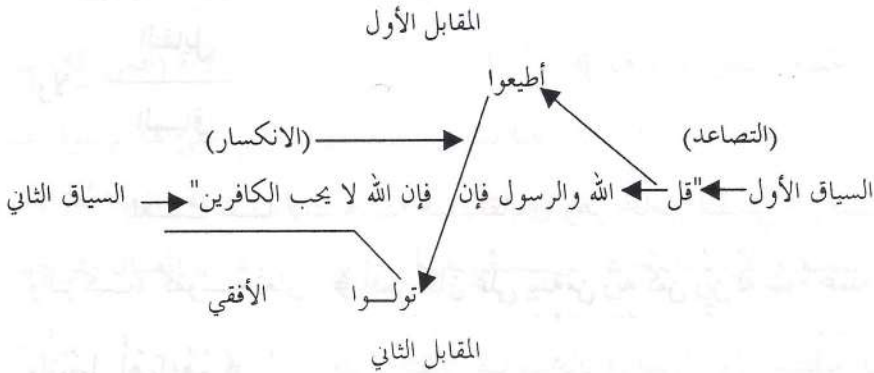 المقابل الأول
أطيعوا
(التصاعد) (الانكسار)
السياق الأول "قل الله والرسول فإن فإن الله لا يحب الكافرين" السياق الثاني
تولــوا الأفقي
المقابل الثاني